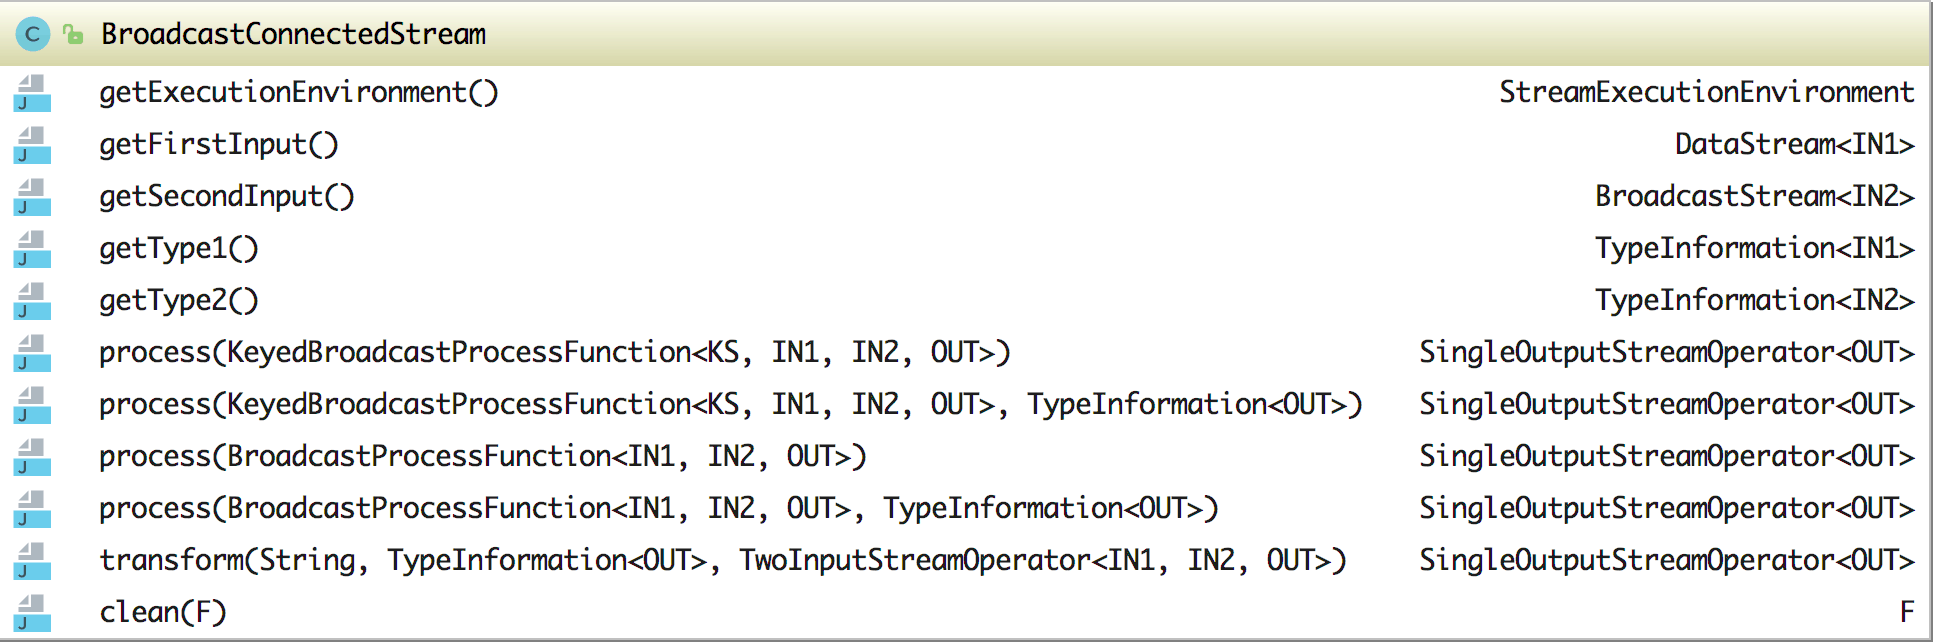 C BroadcastConnectedStream
J getExecutionEnvironment() StreamExecutionEnvironment
J getFirstInput() DataStream<IN1>
J getSecondInput() BroadcastStream<IN2>
J getType1() TypeInformation<IN1>
J getType2() TypeInformation<IN2>
J process(KeyedBroadcastProcessFunction<KS, IN1, IN2, OUT>) SingleOutputStreamOperator<OUT>
J process(KeyedBroadcastProcessFunction<KS, IN1, IN2, OUT>, TypeInformation<OUT>) SingleOutputStreamOperator<OUT>
J process(BroadcastProcessFunction<IN1, IN2, OUT>) SingleOutputStreamOperator<OUT>
J process(BroadcastProcessFunction<IN1, IN2, OUT>, TypeInformation<OUT>) SingleOutputStreamOperator<OUT>
J transform(String, TypeInformation<OUT>, TwoInputStreamOperator<IN1, IN2, OUT>) SingleOutputStreamOperator<OUT>
J clean(F) F